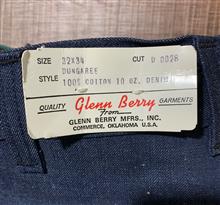 SIZE 32X34 CUT D 0028
STYLE DUNGAREE
100% COTTON 10 OZ. DENIM
QUALITY Glenn Berry GARMENTS
From
GLENN BERRY MFRS., INC.
COMMERCE, OKLAHOMA U.S.A.